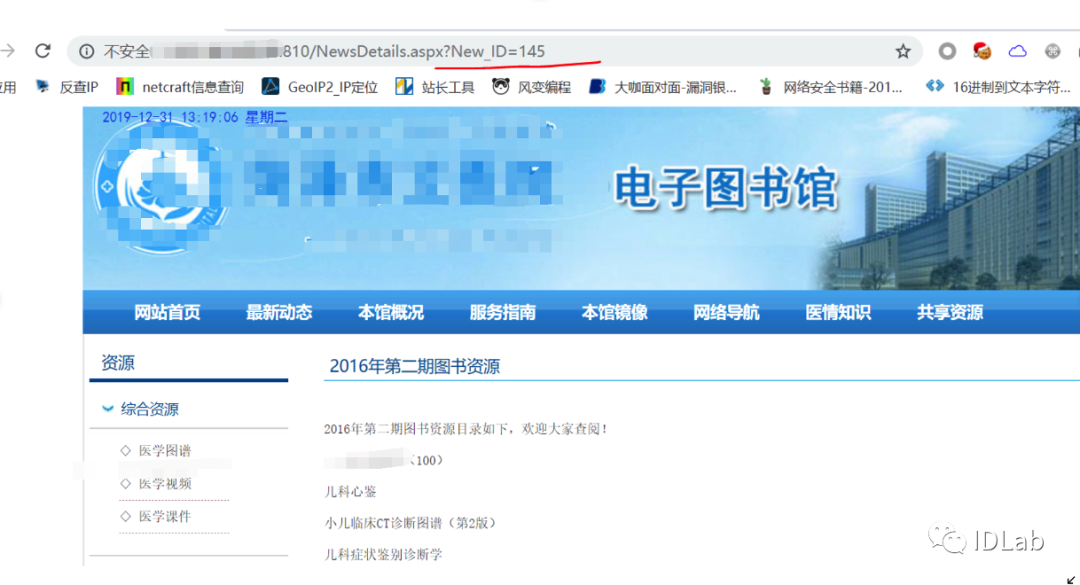 不安全 810/NewsDetails.aspx?New_ID=145
用 反查IP netcraft信息查询 GeoIP2_IP定位 站长工具 风变编程 大咖面对面-漏洞银... 网络安全书籍-201... 16进制到文本字符...
2019-12-31 13:19:06 星期二
电子图书馆
网站首页 最新动态 本馆概况 服务指南 本馆镜像 网络导航 医情知识 共享资源
资源
综合资源
医学图谱
医学视频
医学课件
2016年第二期图书资源
2016年第二期图书资源目录如下，欢迎大家查阅！
（100）
儿科心鉴
小儿临床CT诊断图谱（第2版）
儿科症状鉴别诊断学
IDLab